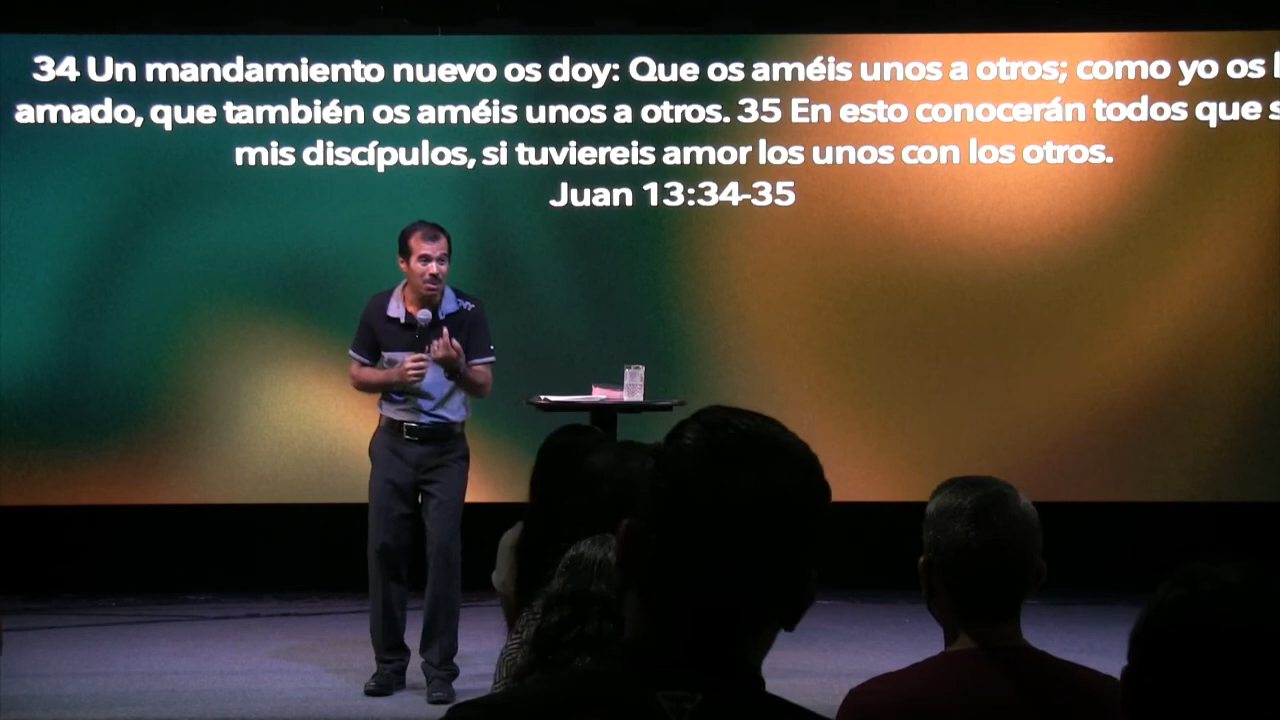 34 Un mandamiento nuevo os doy: Que os améis unos a otros; como yo os
amado, que también os améis unos a otros. 35 En esto conocerán todos que
mis discípulos, si tuviereis amor los unos con los otros.
Juan 13:34-35